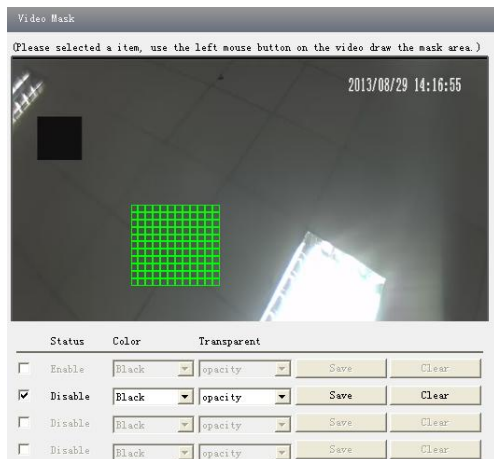 Video Mask
(Please selected a item, use the left mouse button on the video draw the mask area.)
2013/08/29 14:16:55
Status Color Transparent
Enable Black opacity Save Clear
Disable Black opacity Save Clear
Disable Black opacity Save Clear
Disable Black opacity Save Clear